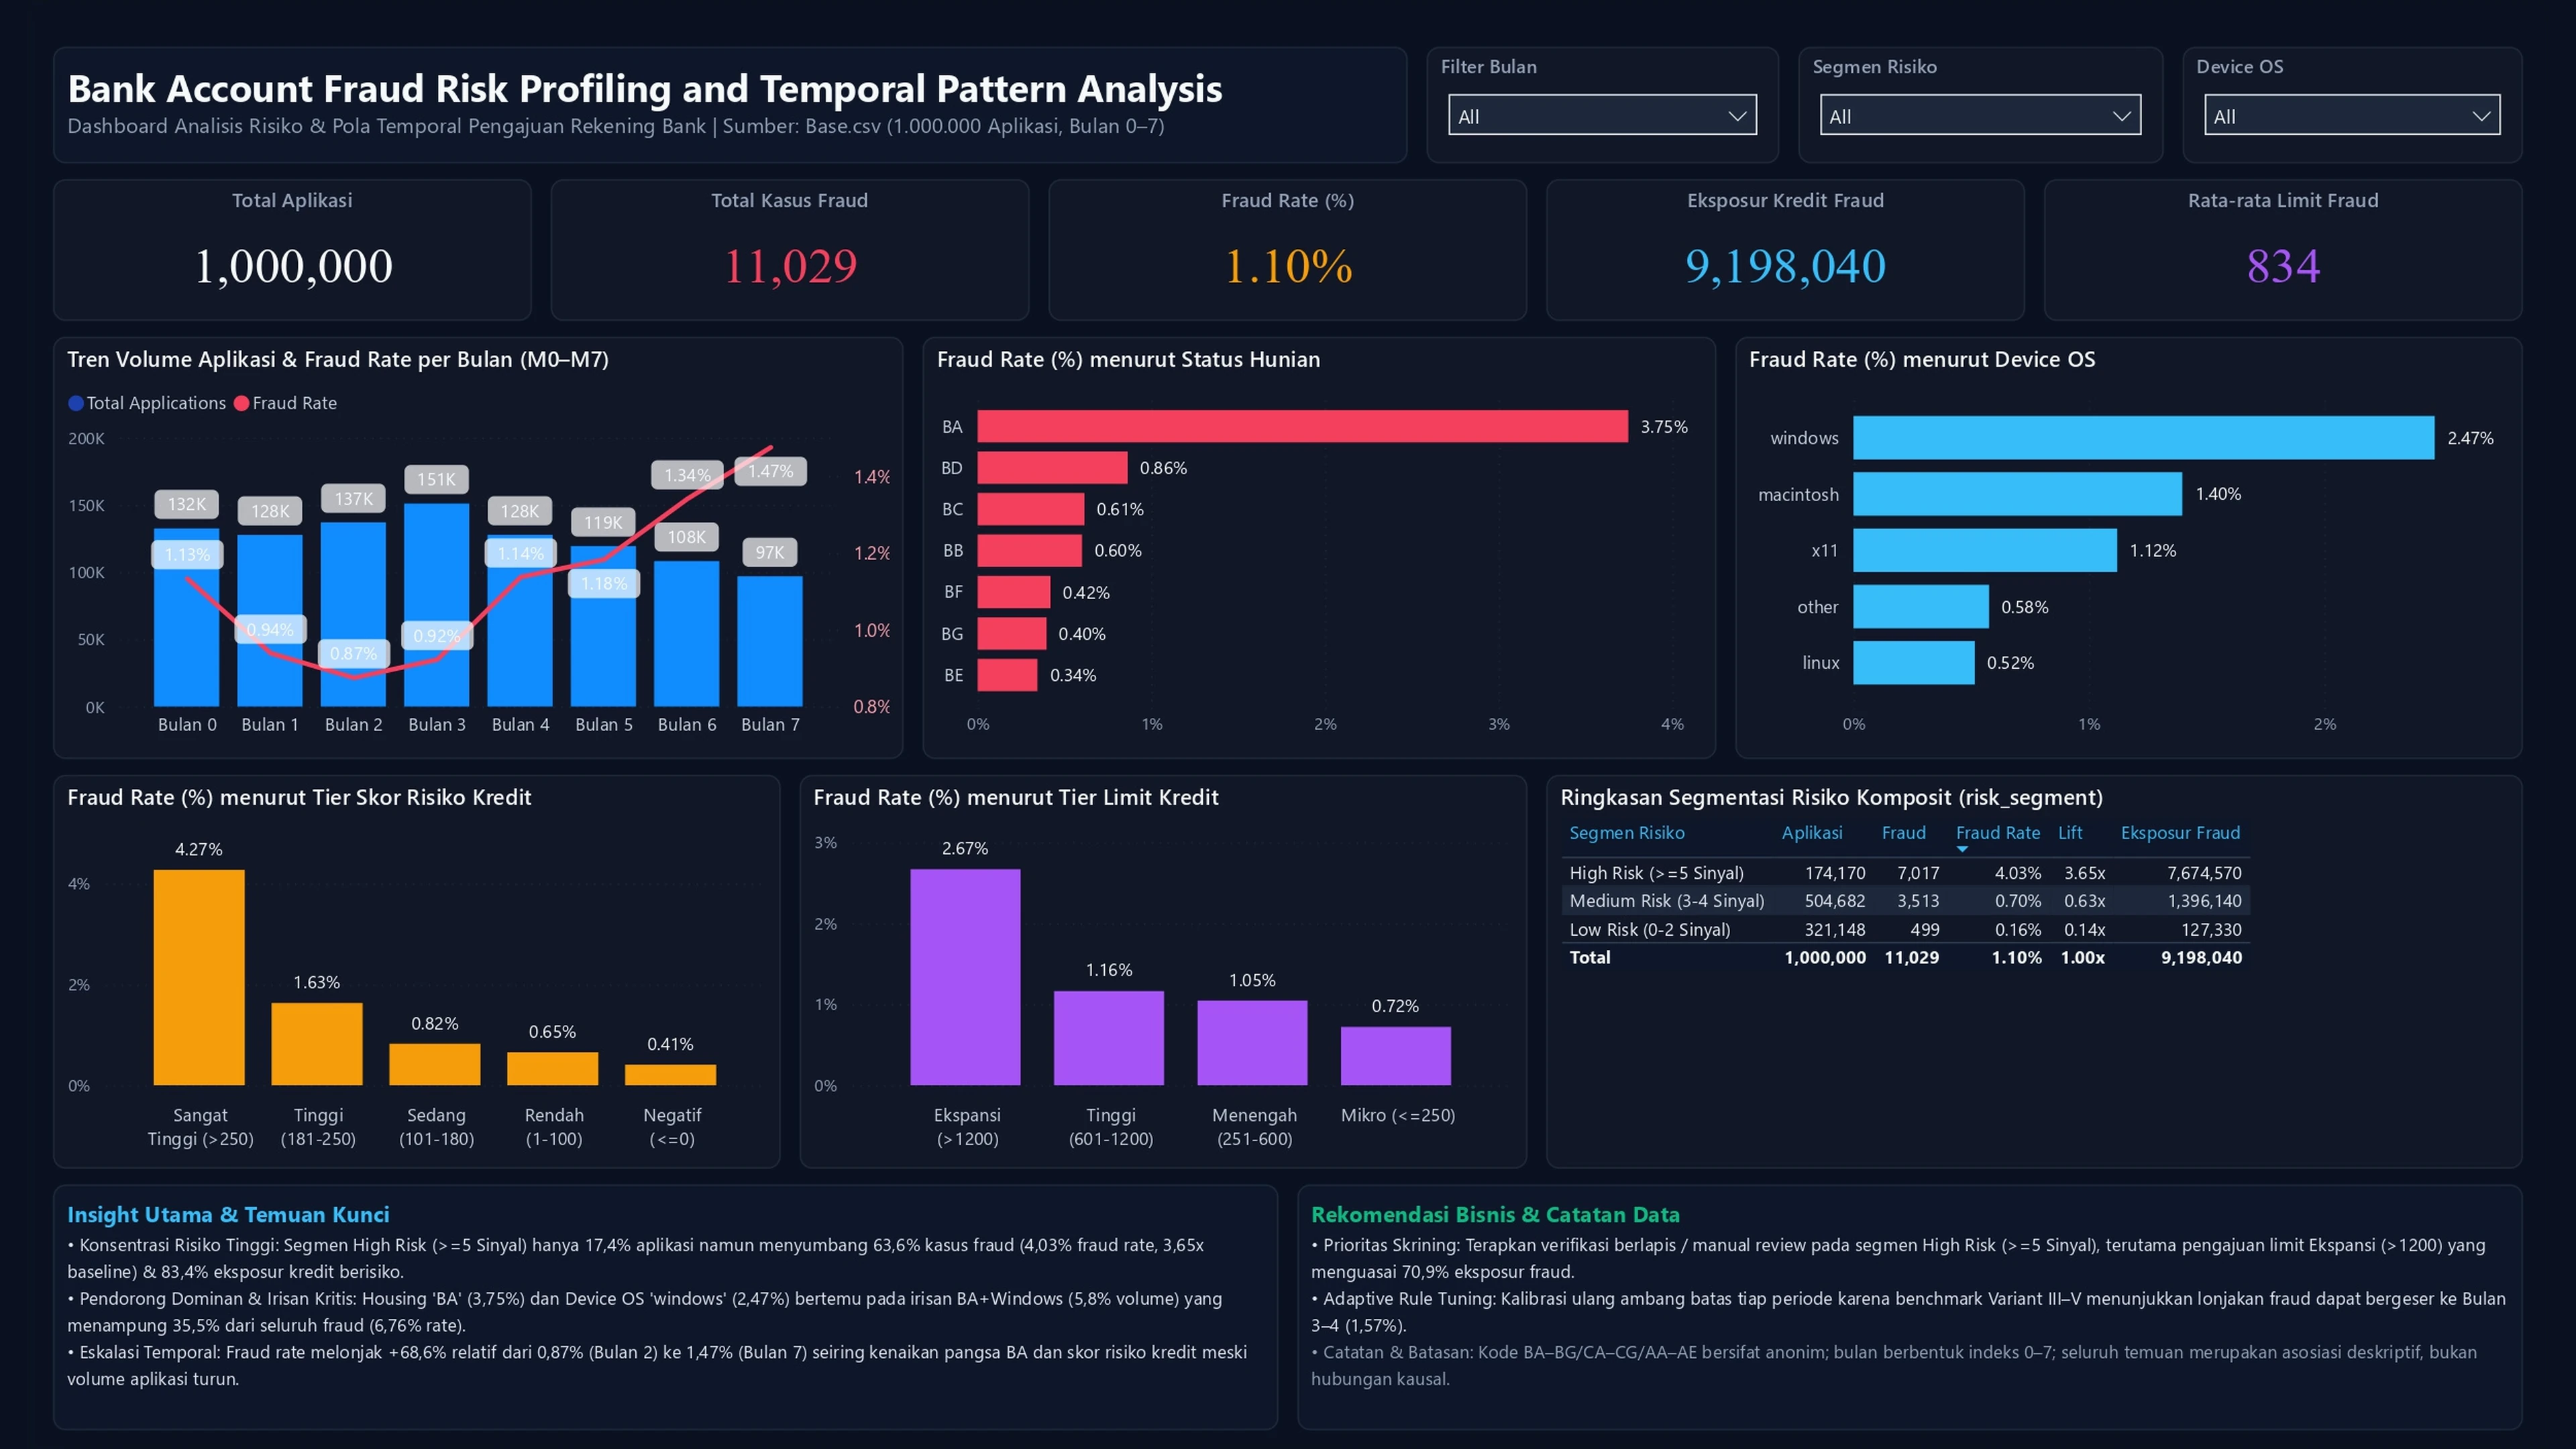 Bank Account Fraud Risk Profiling and Temporal Pattern Analysis
Dashboard Analisis Risiko & Pola Temporal Pengajuan Rekening Bank | Sumber: Base.csv (1.000.000 Aplikasi, Bulan 0–7)
Filter Bulan
All
Segmen Risiko
All
Device OS
All
Total Aplikasi
1,000,000
Total Kasus Fraud
11,029
Fraud Rate (%)
1.10%
Eksposur Kredit Fraud
9,198,040
Rata-rata Limit Fraud
834
Tren Volume Aplikasi & Fraud Rate per Bulan (M0–M7)
Total Applications Fraud Rate
200K
150K
100K
50K
0K
132K 128K 137K 151K 128K 119K 108K 97K
1.13% 0.94% 0.87% 0.92% 1.14% 1.18% 1.34% 1.47%
1.4%
1.2%
1.0%
0.8%
Bulan 0 Bulan 1 Bulan 2 Bulan 3 Bulan 4 Bulan 5 Bulan 6 Bulan 7
Fraud Rate (%) menurut Status Hunian
BA 3.75%
BD 0.86%
BC 0.61%
BB 0.60%
BF 0.42%
BG 0.40%
BE 0.34%
0% 1% 2% 3% 4%
Fraud Rate (%) menurut Device OS
windows 2.47%
macintosh 1.40%
x11 1.12%
other 0.58%
linux 0.52%
0% 1% 2%
Fraud Rate (%) menurut Tier Skor Risiko Kredit
4%
2%
0%
4.27% 1.63% 0.82% 0.65% 0.41%
Sangat Tinggi Sedang Rendah Negatif
Tinggi (>250) (181-250) (101-180) (1-100) (<=0)
Fraud Rate (%) menurut Tier Limit Kredit
3%
2%
1%
0%
2.67% 1.16% 1.05% 0.72%
Ekspansi Tinggi Menengah Mikro (<=250)
(>1200) (601-1200) (251-600)
Ringkasan Segmentasi Risiko Komposit (risk_segment)
Segmen Risiko Aplikasi Fraud Fraud Rate Lift Eksposur Fraud
High Risk (>=5 Sinyal) 174,170 7,017 4.03% 3.65x 7,674,570
Medium Risk (3-4 Sinyal) 504,682 3,513 0.70% 0.63x 1,396,140
Low Risk (0-2 Sinyal) 321,148 499 0.16% 0.14x 127,330
Total 1,000,000 11,029 1.10% 1.00x 9,198,040
Insight Utama & Temuan Kunci
• Konsentrasi Risiko Tinggi: Segmen High Risk (>=5 Sinyal) hanya 17,4% aplikasi namun menyumbang 63,6% kasus fraud (4,03% fraud rate, 3,65x
baseline) & 83,4% eksposur kredit berisiko.
• Pendorong Dominan & Irisan Kritis: Housing 'BA' (3,75%) dan Device OS 'windows' (2,47%) bertemu pada irisan BA+Windows (5,8% volume) yang
menampung 35,5% dari seluruh fraud (6,76% rate).
• Eskalasi Temporal: Fraud rate melonjak +68,6% relatif dari 0,87% (Bulan 2) ke 1,47% (Bulan 7) seiring kenaikan pangsa BA dan skor risiko kredit meski
volume aplikasi turun.
Rekomendasi Bisnis & Catatan Data
• Prioritas Skrining: Terapkan verifikasi berlapis / manual review pada segmen High Risk (>=5 Sinyal), terutama pengajuan limit Ekspansi (>1200) yang
menguasai 70,9% eksposur fraud.
• Adaptive Rule Tuning: Kalibrasi ulang ambang batas tiap periode karena benchmark Variant III–V menunjukkan lonjakan fraud dapat bergeser ke Bulan
3–4 (1,57%).
• Catatan & Batasan: Kode BA–BG/CA–CG/AA–AE bersifat anonim; bulan berbentuk indeks 0–7; seluruh temuan merupakan asosiasi deskriptif, bukan
hubungan kausal.